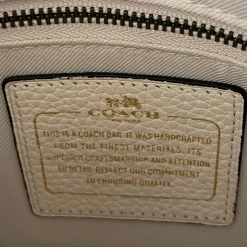 COACH
NEW YORK
THIS IS A COACH BAG. IT WAS HANDCRAFTED
FROM THE FINEST MATERIALS. ITS
SUPERIOR CRAFTSMANSHIP AND ATTENTION
TO DETAIL REFLECT OUR COMMITMENT
TO ENDURING QUALITY.